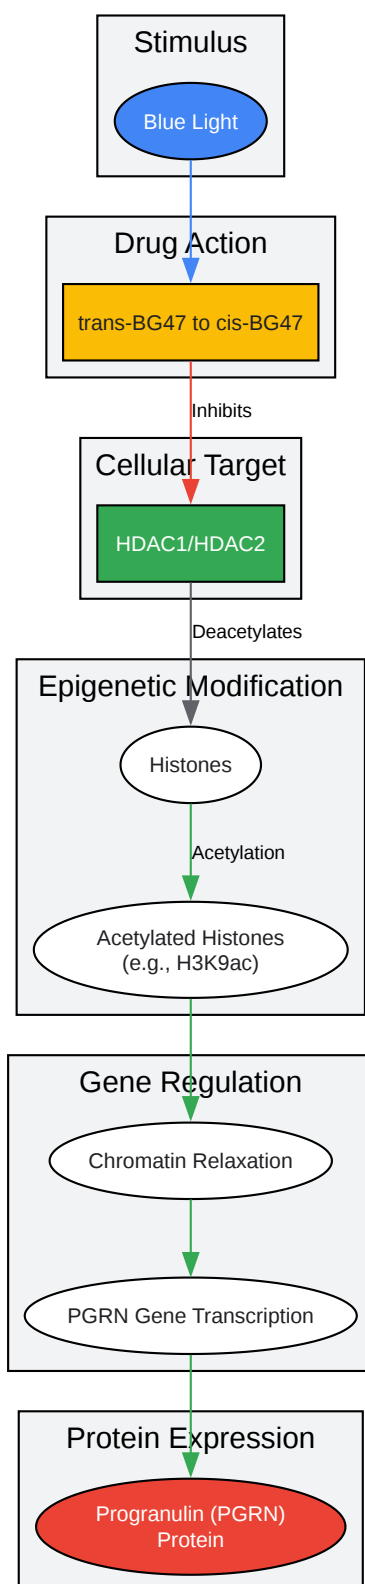 Stimulus
Blue Light
Drug Action
trans-BG47 to cis-BG47
Inhibits
Cellular Target
HDAC1/HDAC2
Deacetylates
Epigenetic Modification
Histones
Acetylation
Acetylated Histones
(e.g., H3K9ac)
Gene Regulation
Chromatin Relaxation
PGRN Gene Transcription
Protein Expression
Progranulin (PGRN)
Protein